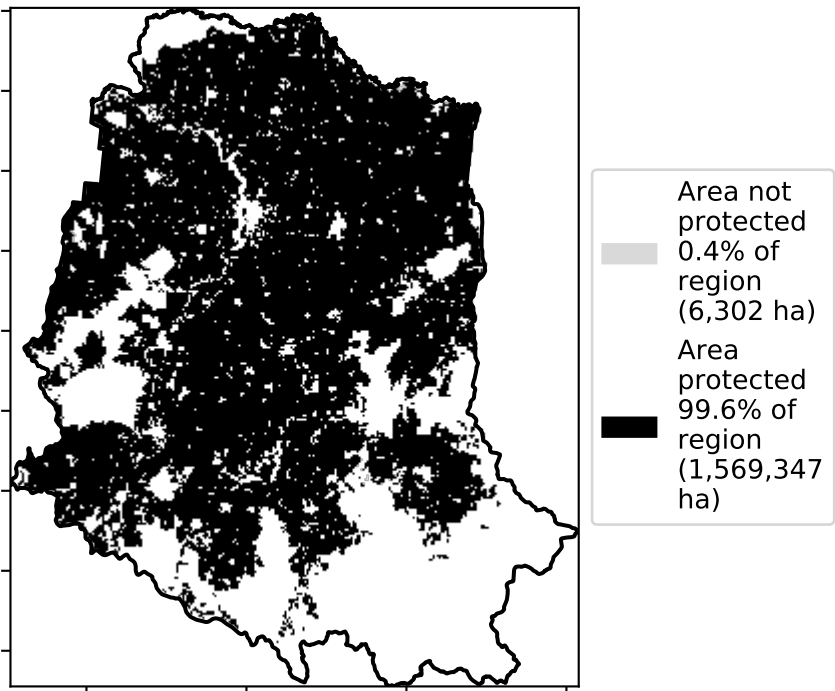 Area not
protected
0.4% of
region
(6,302 ha)
Area
protected
99.6% of
region
(1,569,347
ha)